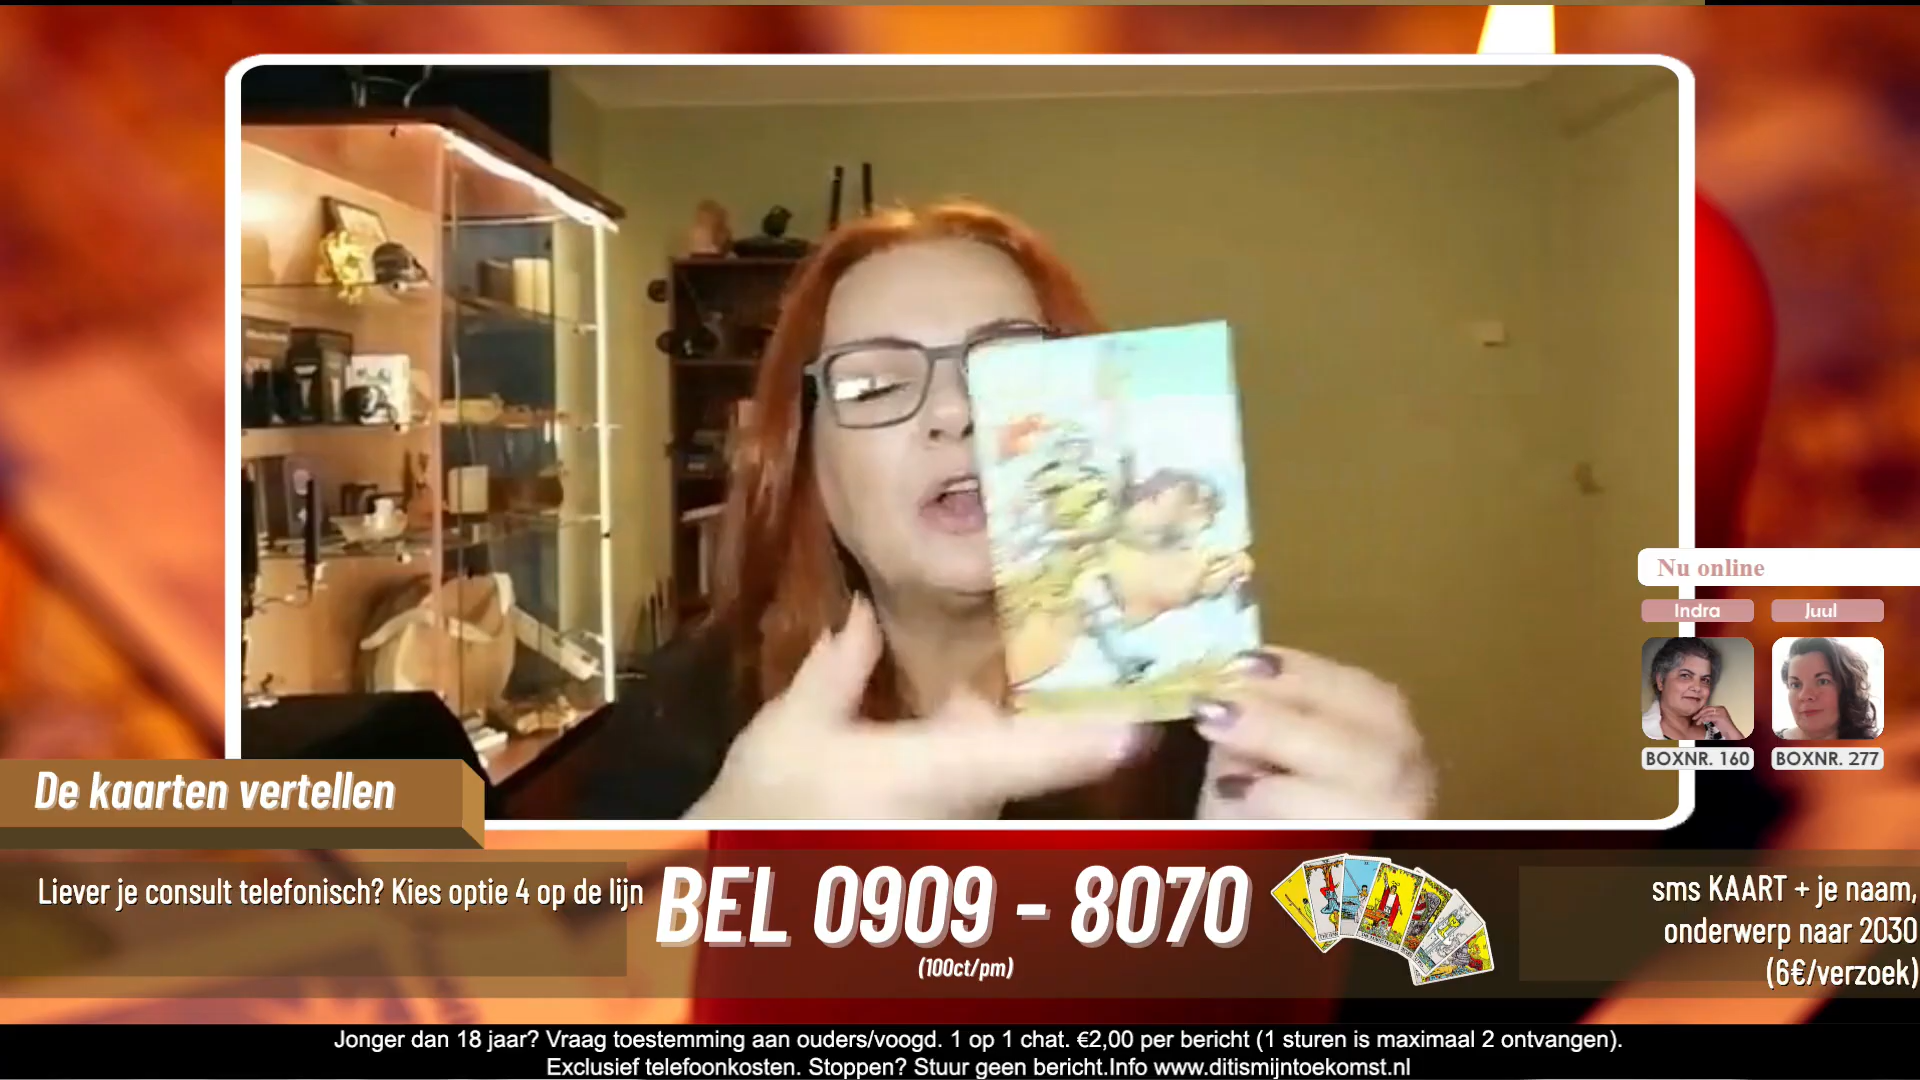 Nu online
Indra
Juul
BOXNR. 160
BOXNR. 277
De kaarten vertellen
Liever je consult telefonisch? Kies optie 4 op de lijn
BEL 0909 - 8070
(100ct/pm)
sms KAART + je naam,
onderwerp naar 2030
(6€/verzoek)
Jonger dan 18 jaar? Vraag toestemming aan ouders/voogd. 1 op 1 chat. €2,00 per bericht (1 sturen is maximaal 2 ontvangen).
Exclusief telefoonkosten. Stoppen? Stuur geen bericht.Info www.ditismijntoekomst.nl